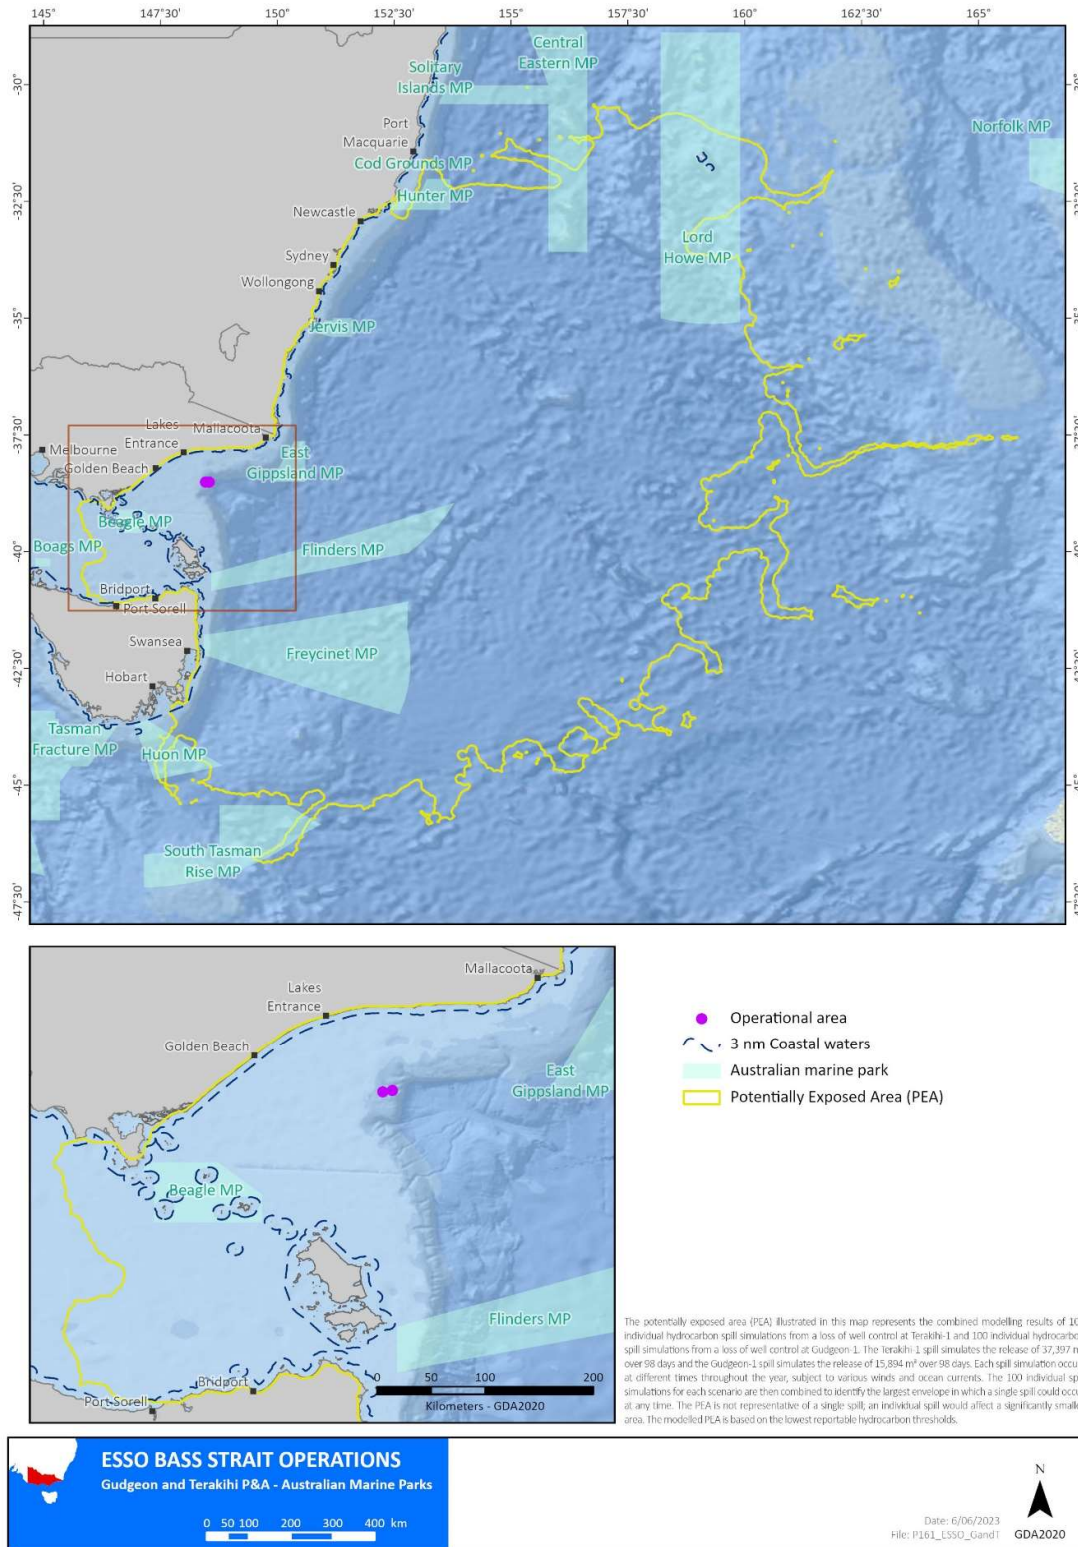 145° 147°30' 150° 152°30' 155° 157°30' 160° 162°30' 165°
Central
Eastern MP
Solitary
Islands MP
-30°
Port
Macquarie
Norfolk MP
Cod Grounds MP
Hunter MP
-32°30'
Newcastle
Lord
Howe MP
Sydney
Wollongong
-35°
Jervis MP
Lakes
Entrance
Mallacoota
-37°30'
Melbourne
Golden Beach
East
Gippsland MP
Beagle MP
Boags MP
Flinders MP
-40°
Bridport
Port Sorell
Swansea
Freycinet MP
-42°30'
Hobart
Tasman
Fracture MP
Huon MP
-45°
South Tasman
Rise MP
-47°30'
Mallacoota
Lakes
Entrance
Golden Beach
East
Gippsland MP
Beagle MP
Flinders MP
Bridport
Port Sorell
0 50 100 200
Kilometers - GDA2020
Operational area
3 nm Coastal waters
Australian marine park
Potentially Exposed Area (PEA)
The potentially exposed area (PEA) illustrated in this map represents the combined modelling results of
individual hydrocarbon spill simulations from a loss of well control at Terakihi-1 and 100 individual
spill simulations from a loss of well control at Gudgeon-1. The Terakihi-1 spill simulates the release of 37,397
over 98 days and the Gudgeon-1 spill simulates the release of 15,894 m³ over 98 days. Each spill simulation
at different times throughout the year, subject to various winds and ocean currents. The 100 individual
simulations for each scenario are then combined to identify the largest envelope in which a single spill could
at any time. The PEA is not representative of a single spill; an individual spill would affect a significantly
area. The modelled PEA is based on the lowest reportable hydrocarbon thresholds.
ESSO BASS STRAIT OPERATIONS
Gudgeon and Terakihi P&A - Australian Marine Parks
0 50 100 200 300 400 km
N
Date: 6/06/2023
File: P161_ESSO_GandT
GDA2020